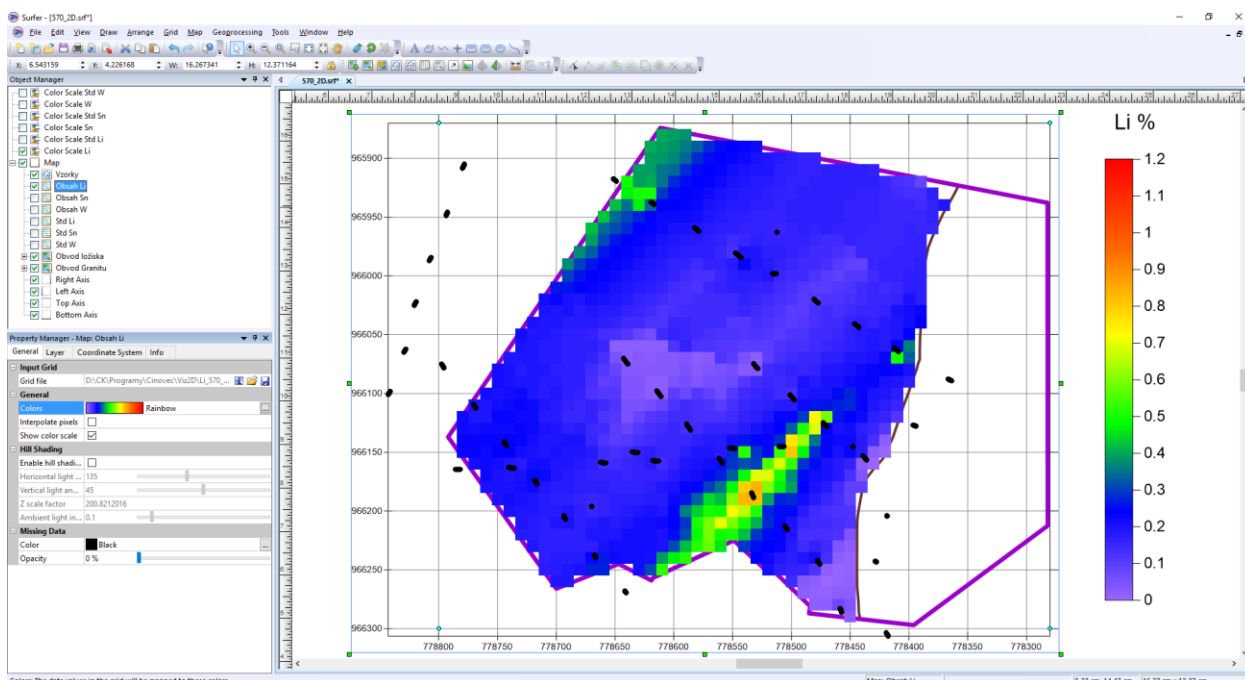 Surfer - [570_2D.srf*]
File Edit View Draw Arrange Grid Map Geoprocessing Tools Window Help
X: 6.543159 Y: 4.226168 W: 16.267341 H: 12.371164
Object Manager
570_2D.srf*
Color Scale Std W
Color Scale W
Color Scale Std Sn
Color Scale Sn
Color Scale Std Li
Color Scale Li
Map
Vzorky
Obsah Li
Obsah Sn
Obsah W
Std Li
Std Sn
Std W
Obvod ložiska
Obvod Granitu
Right Axis
Left Axis
Top Axis
Bottom Axis
Property Manager - Map: Obsah Li
General Layer Coordinate System Info
Input Grid
Grid file D:\CK\Programy\Cinovec\Viz2D\Li_570_...
General
Colors Rainbow
Interpolate pixels
Show color scale
Hill Shading
Enable hill shadi...
Horizontal light ... 135
Vertical light an... 45
Z scale factor 200.8212016
Ambient light in... 0.1
Missing Data
Color Black
Opacity 0 %
965900
965950
966000
966050
966100
966150
966200
966250
966300
778800 778750 778700 778650 778600 778550 778500 778450 778400 778350 778300
Li %
1.2
1.1
1
0.9
0.8
0.7
0.6
0.5
0.4
0.3
0.2
0.1
0